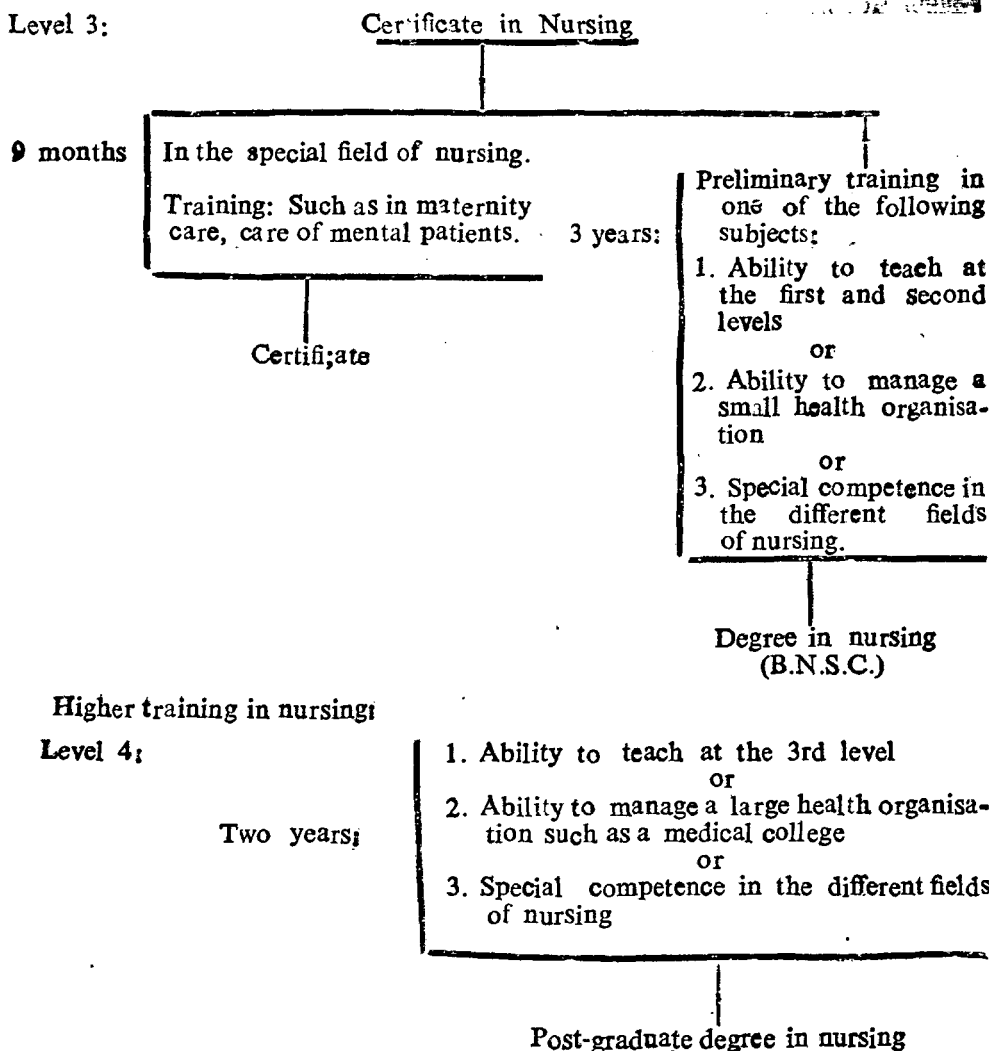 Level 3:
Cer·ificate in Nursing
9 months
In the special field of nursing.
Training: Such as in maternity
care, care of mental patients.
Certifi;ate
3 years:
Preliminary training in
one of the following
subjects:
1. Ability to teach at
the first and second
levels
or
2. Ability to manage a
small health organisa-
tion
or
3. Special competence in
the different fields
of nursing.
Degree in nursing
(B.N.S.C.)
Higher training in nursing:
Level 4:
Two years:
1. Ability to teach at the 3rd level
or
2. Ability to manage a large health organisa-
tion such as a medical college
or
3. Special competence in the different fields
of nursing
Post-graduate degree in nursing